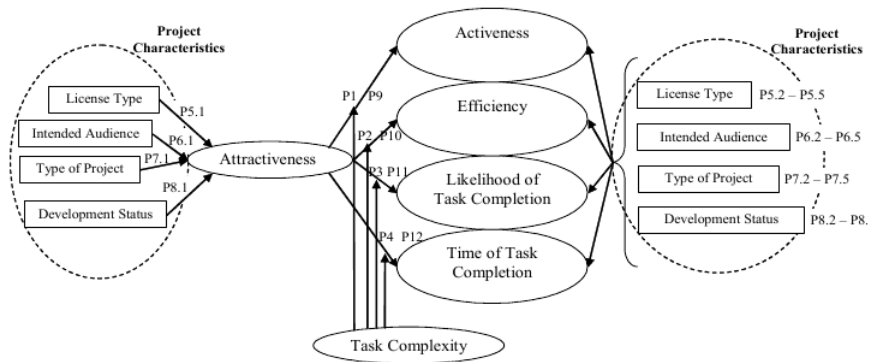 Project
Characteristics
License Type
P5.1
Intended Audience
P6.1
Type of Project
P7.1
Development Status
P8.1
Attractiveness
P1 P9
P2 P10
P3 P11
P4 P12
Activeness
Efficiency
Likelihood of
Task Completion
Time of Task
Completion
Task Complexity
Project
Characteristics
License Type P5.2 – P5.5
Intended Audience P6.2 – P6.5
Type of Project P7.2 – P7.5
Development Status P8.2 – P8.